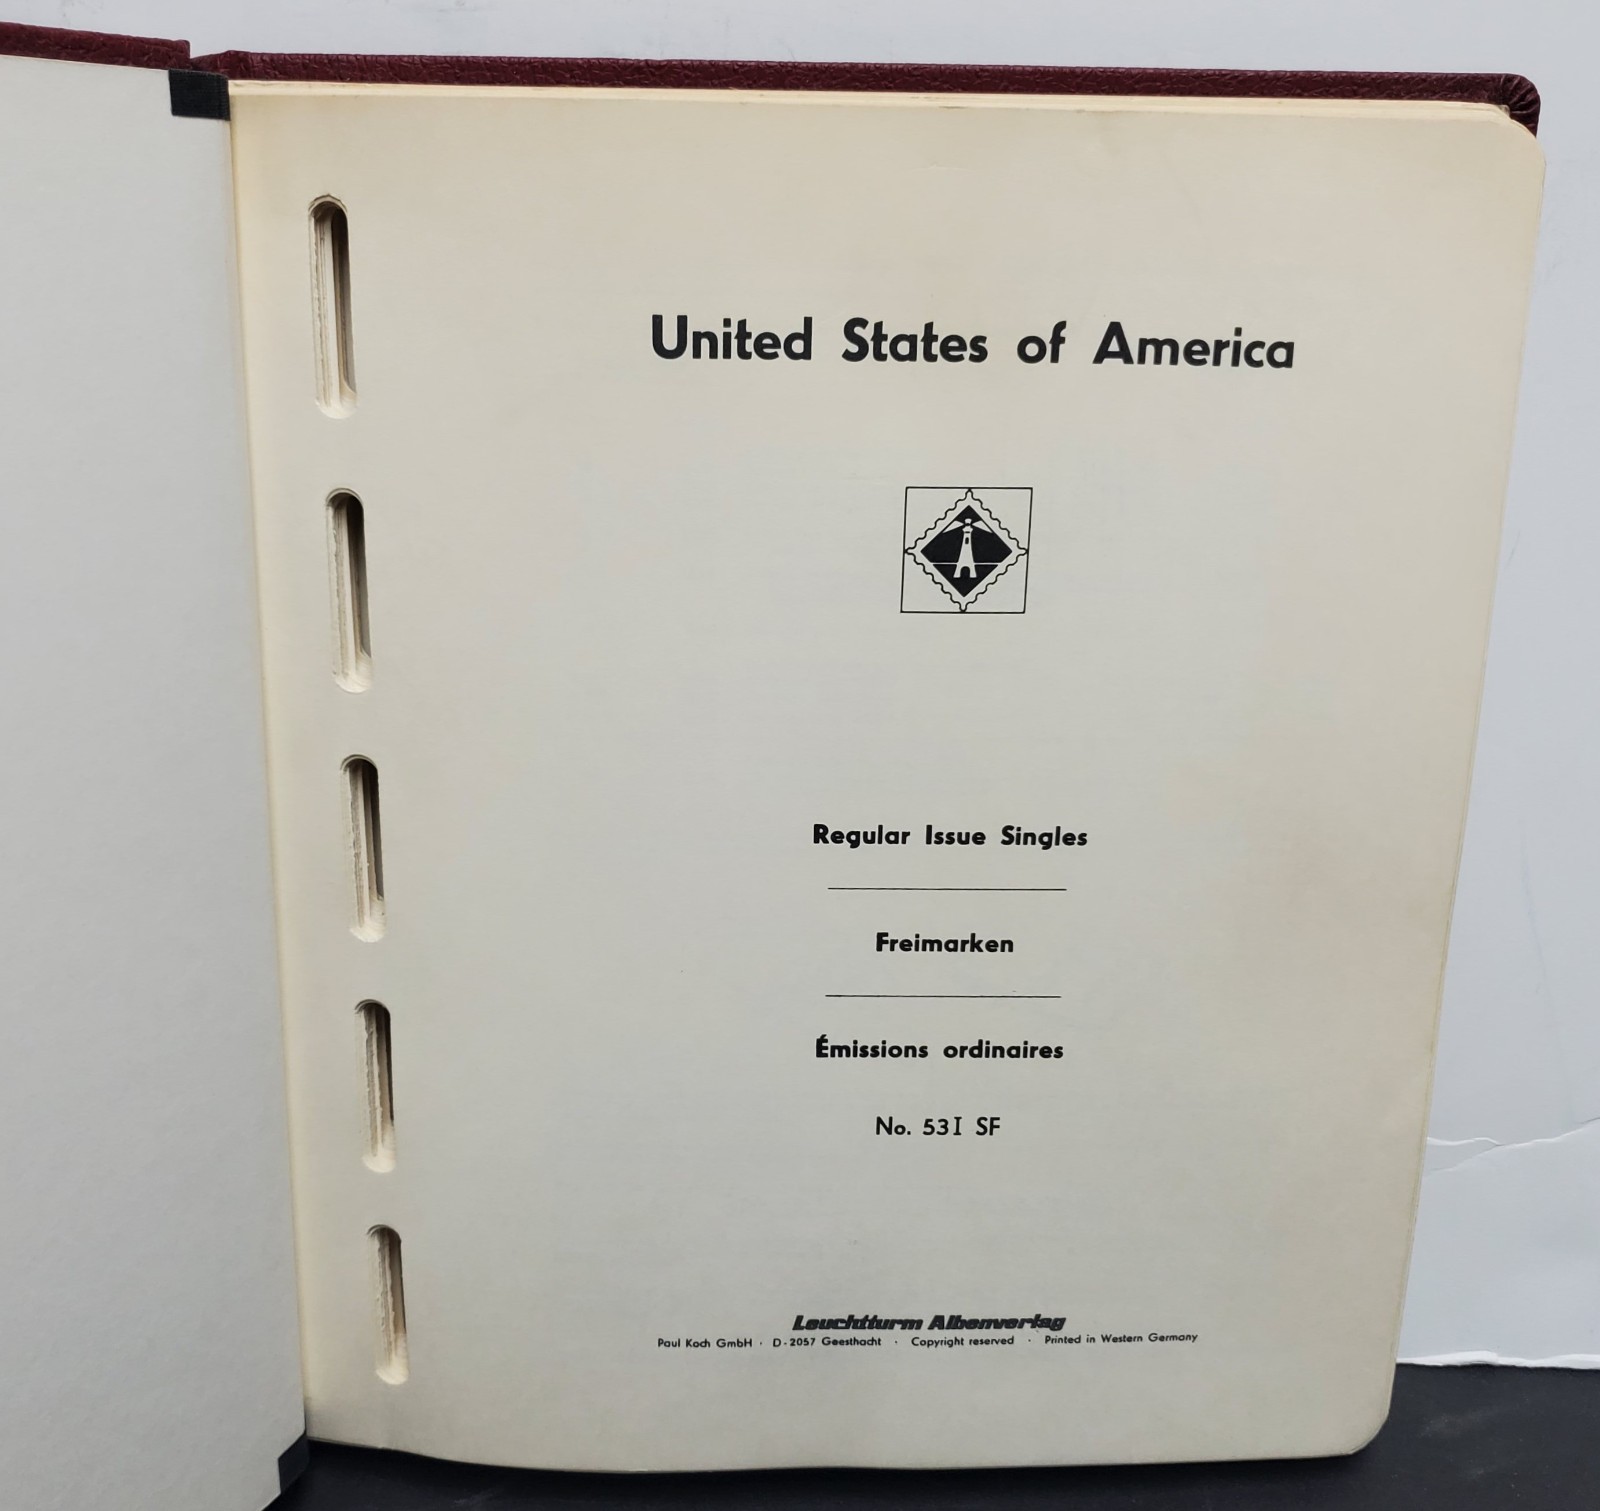 United States of America
Regular Issue Singles
Freimarken
Émissions ordinaires
No. 53I SF
Leuchtturm Albenverlag
Paul Koch GmbH · D-2057 Geesthacht · Copyright reserved · Printed in Western Germany